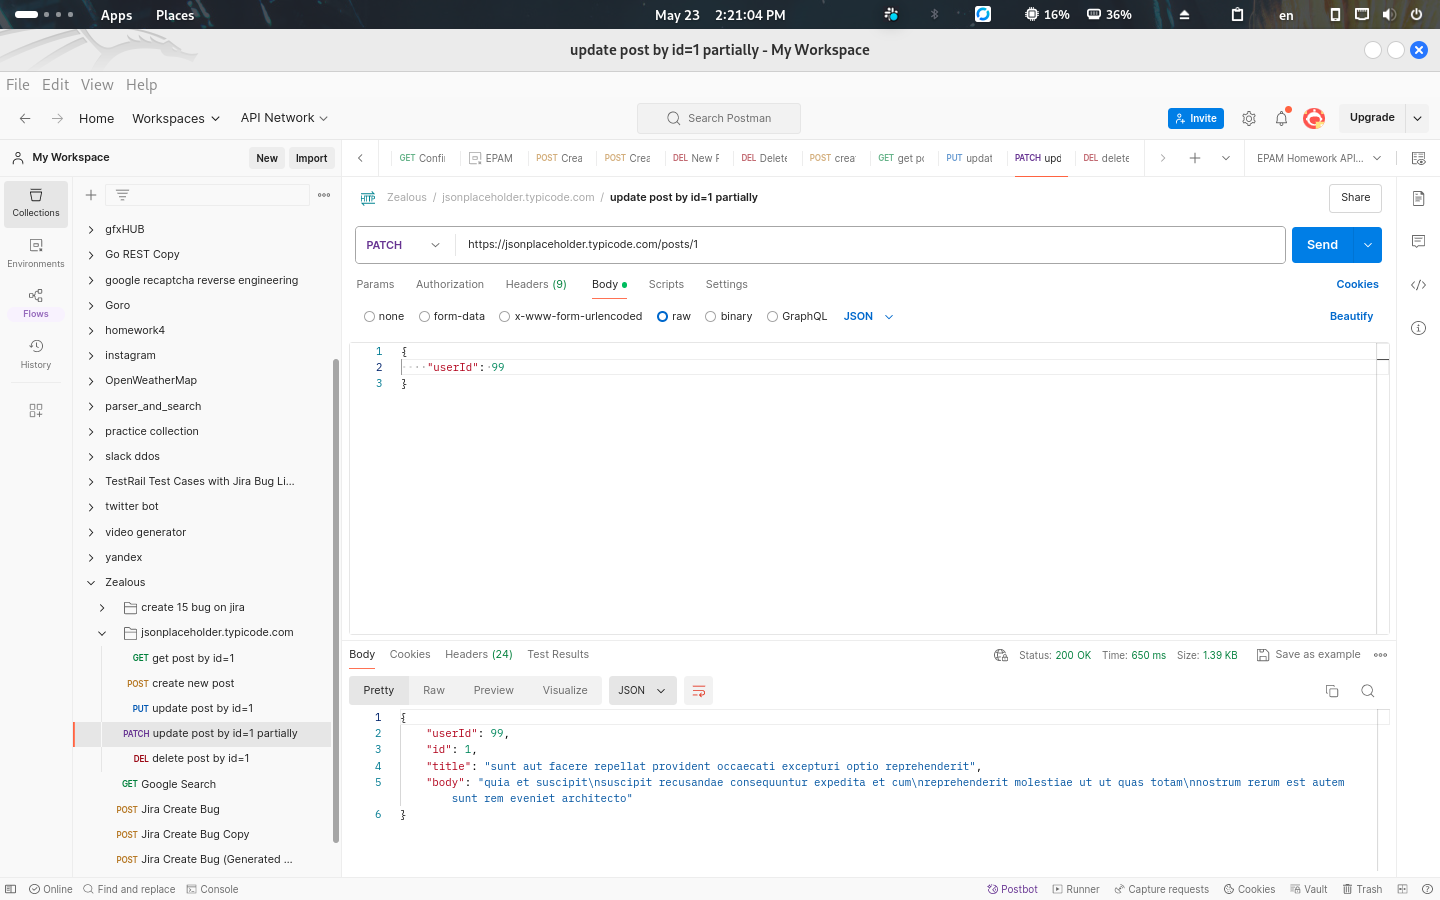 Apps Places May 23 2:21:04 PM 16% 36% en
update post by id=1 partially - My Workspace
File Edit View Help
Home Workspaces API Network Search Postman Invite Upgrade
My Workspace New Import
GET Confi EPAM POST Crea POST Crea DEL New F DEL Delete POST crea GET get po PUT updat PATCH upd DEL delete EPAM Homework API...
Collections
Environments
Flows
History
gfxHUB
Go REST Copy
google recaptcha reverse engineering
Goro
homework4
instagram
OpenWeatherMap
parser_and_search
practice collection
slack ddos
TestRail Test Cases with Jira Bug Li...
twitter bot
video generator
yandex
Zealous
create 15 bug on jira
jsonplaceholder.typicode.com
GET get post by id=1
POST create new post
PUT update post by id=1
PATCH update post by id=1 partially
DEL delete post by id=1
GET Google Search
POST Jira Create Bug
POST Jira Create Bug Copy
POST Jira Create Bug (Generated ...
HTTP Zealous / jsonplaceholder.typicode.com / update post by id=1 partially Share
PATCH https://jsonplaceholder.typicode.com/posts/1 Send
Params Authorization Headers (9) Body Scripts Settings Cookies
none form-data x-www-form-urlencoded raw binary GraphQL JSON Beautify
1 {
2 "userId": 99
3 }
Body Cookies Headers (24) Test Results Status: 200 OK Time: 650 ms Size: 1.39 KB Save as example
Pretty Raw Preview Visualize JSON
1 {
2 "userId": 99,
3 "id": 1,
4 "title": "sunt aut facere repellat provident occaecati excepturi optio reprehenderit",
5 "body": "quia et suscipit\nsuscipit recusandae consequuntur expedita et cum\nreprehenderit molestiae ut ut quas totam\nnostrum rerum est autem
sunt rem eveniet architecto"
6 }
Online Find and replace Console Postbot Runner Capture requests Cookies Vault Trash